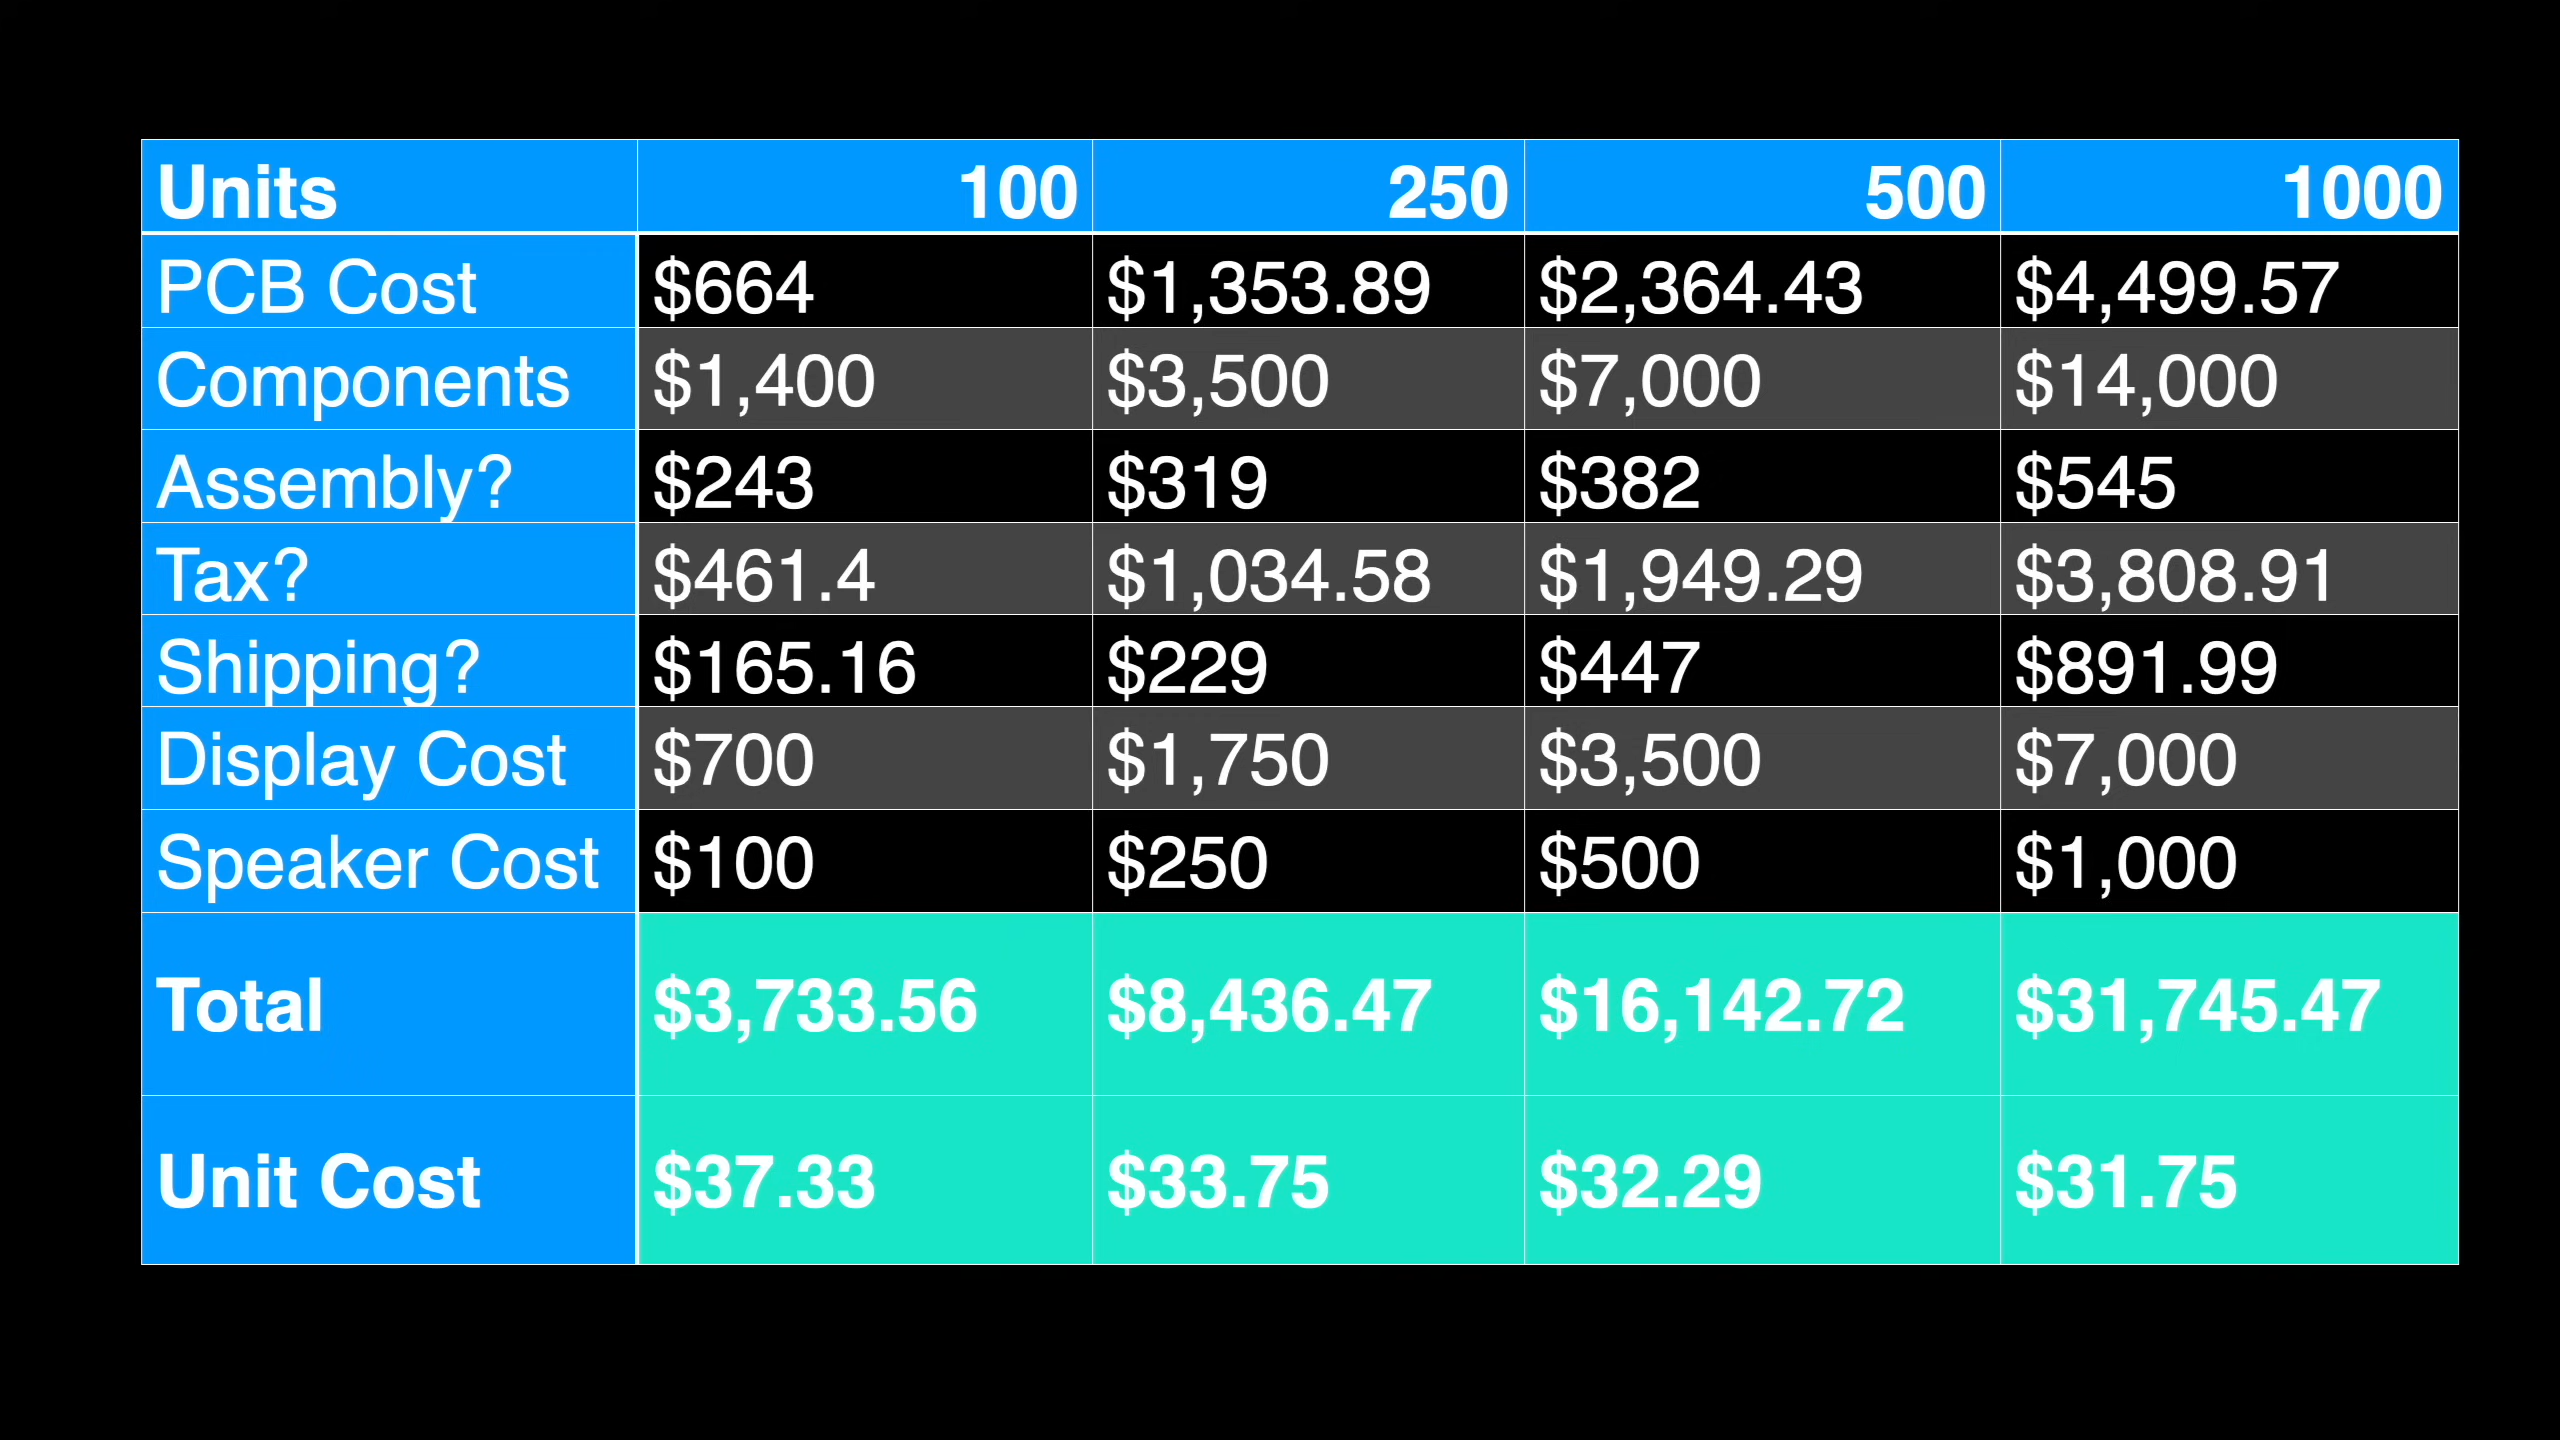 Units 100 250 500 1000
PCB Cost $664 $1,353.89 $2,364.43 $4,499.57
Components $1,400 $3,500 $7,000 $14,000
Assembly? $243 $319 $382 $545
Tax? $461.4 $1,034.58 $1,949.29 $3,808.91
Shipping? $165.16 $229 $447 $891.99
Display Cost $700 $1,750 $3,500 $7,000
Speaker Cost $100 $250 $500 $1,000
Total $3,733.56 $8,436.47 $16,142.72 $31,745.47
Unit Cost $37.33 $33.75 $32.29 $31.75